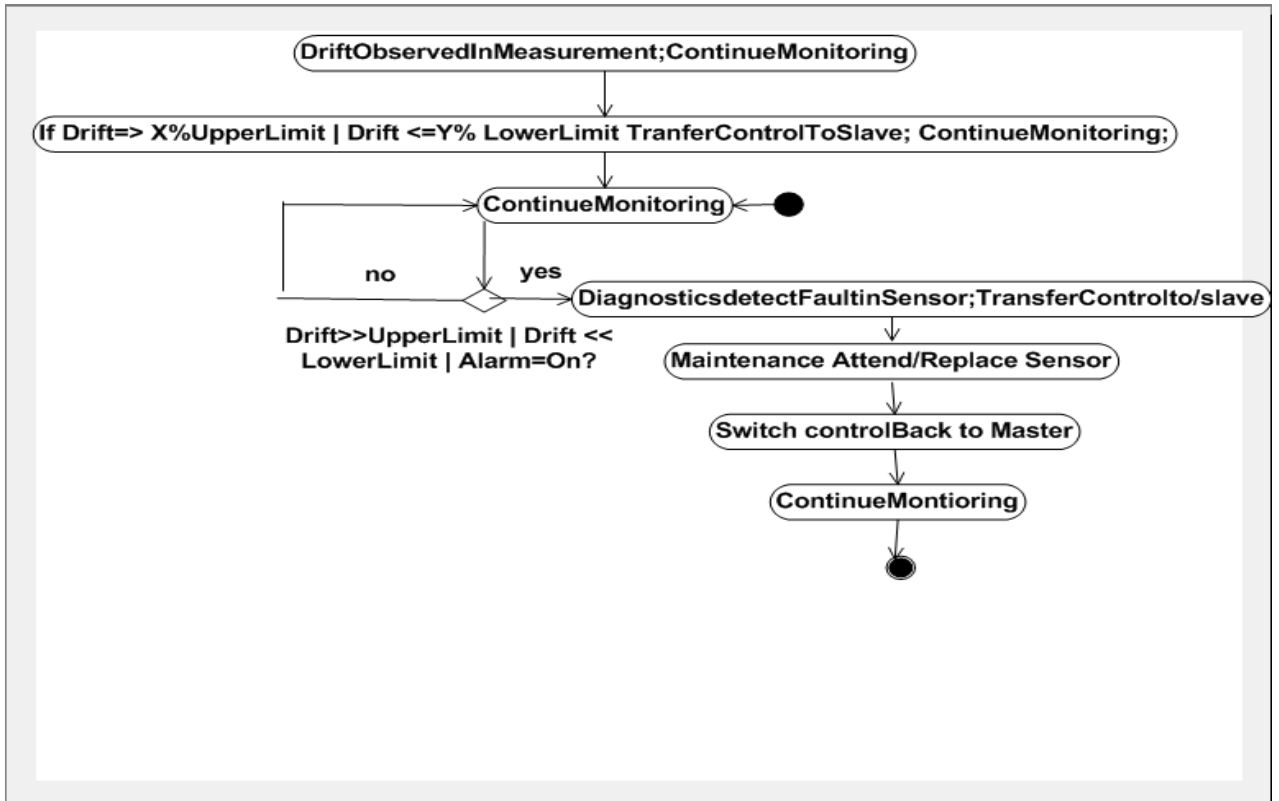 DriftObservedInMeasurement;ContinueMonitoring
If Drift=> X%UpperLimit | Drift <=Y% LowerLimit TranferControlToSlave; ContinueMonitoring;
ContinueMonitoring
no
yes
DiagnosticsdetectFaultinSensor;TransferControlto/slave
Drift>>UpperLimit | Drift <<
LowerLimit | Alarm=On?
Maintenance Attend/Replace Sensor
Switch controlBack to Master
ContinueMontioring